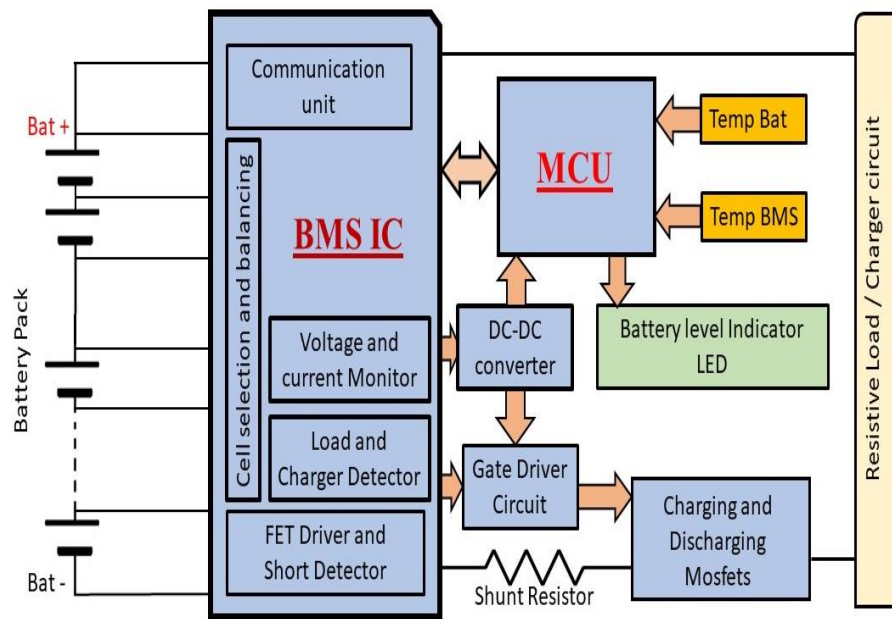 Communication
unit
Bat +
Cell selection and balancing
BMS IC
MCU
Temp Bat
Temp BMS
Battery Pack
Voltage and
current Monitor
DC-DC
converter
Battery level Indicator
LED
Load and
Charger Detector
Gate Driver
Circuit
Charging and
Discharging
Mosfets
FET Driver and
Short Detector
Shunt Resistor
Bat -
Resistive Load / Charger circuit